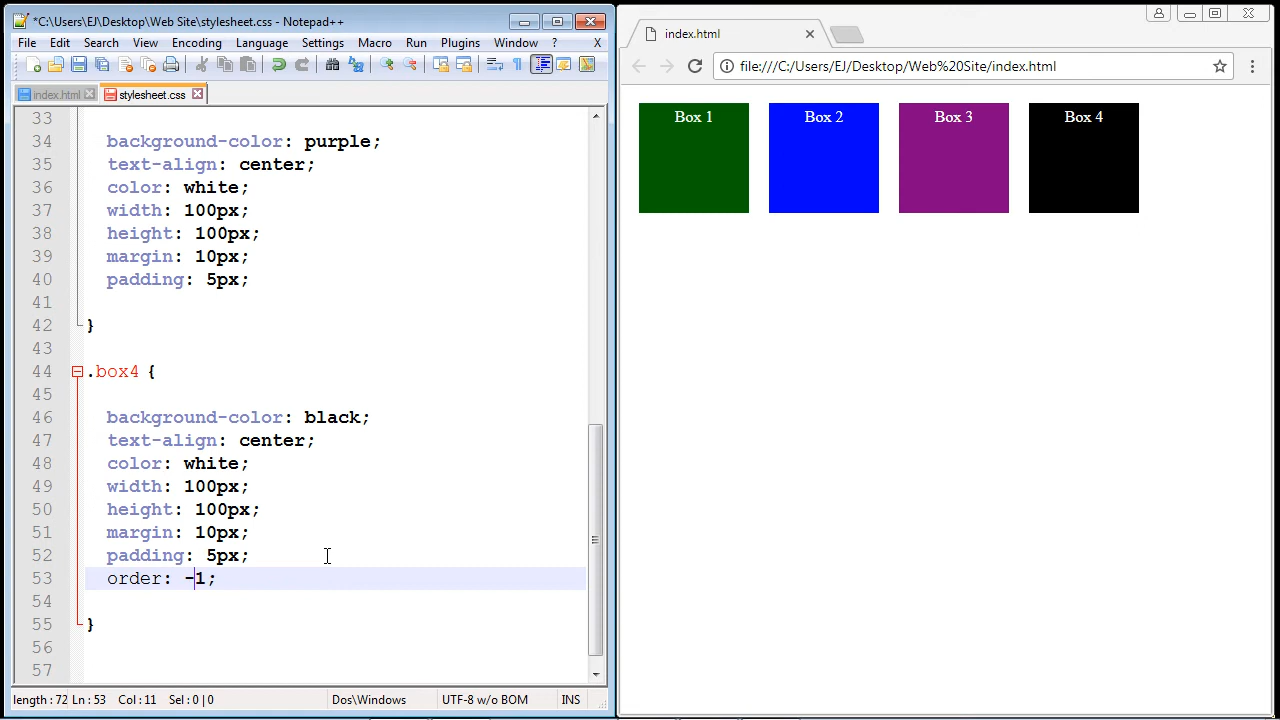 *C:\Users\EJ\Desktop\Web Site\stylesheet.css - Notepad++
File Edit Search View Encoding Language Settings Macro Run Plugins Window ? X
index.html stylesheet.css
33
34 background-color: purple;
35 text-align: center;
36 color: white;
37 width: 100px;
38 height: 100px;
39 margin: 10px;
40 padding: 5px;
41
42 }
43
44 .box4 {
45
46 background-color: black;
47 text-align: center;
48 color: white;
49 width: 100px;
50 height: 100px;
51 margin: 10px;
52 padding: 5px;
53 order: -1;
54
55 }
56
57
length : 72 Ln : 53 Col : 11 Sel : 0 | 0 Dos\Windows UTF-8 w/o BOM INS
index.html
file:///C:/Users/EJ/Desktop/Web%20Site/index.html
Box 1 Box 2 Box 3 Box 4